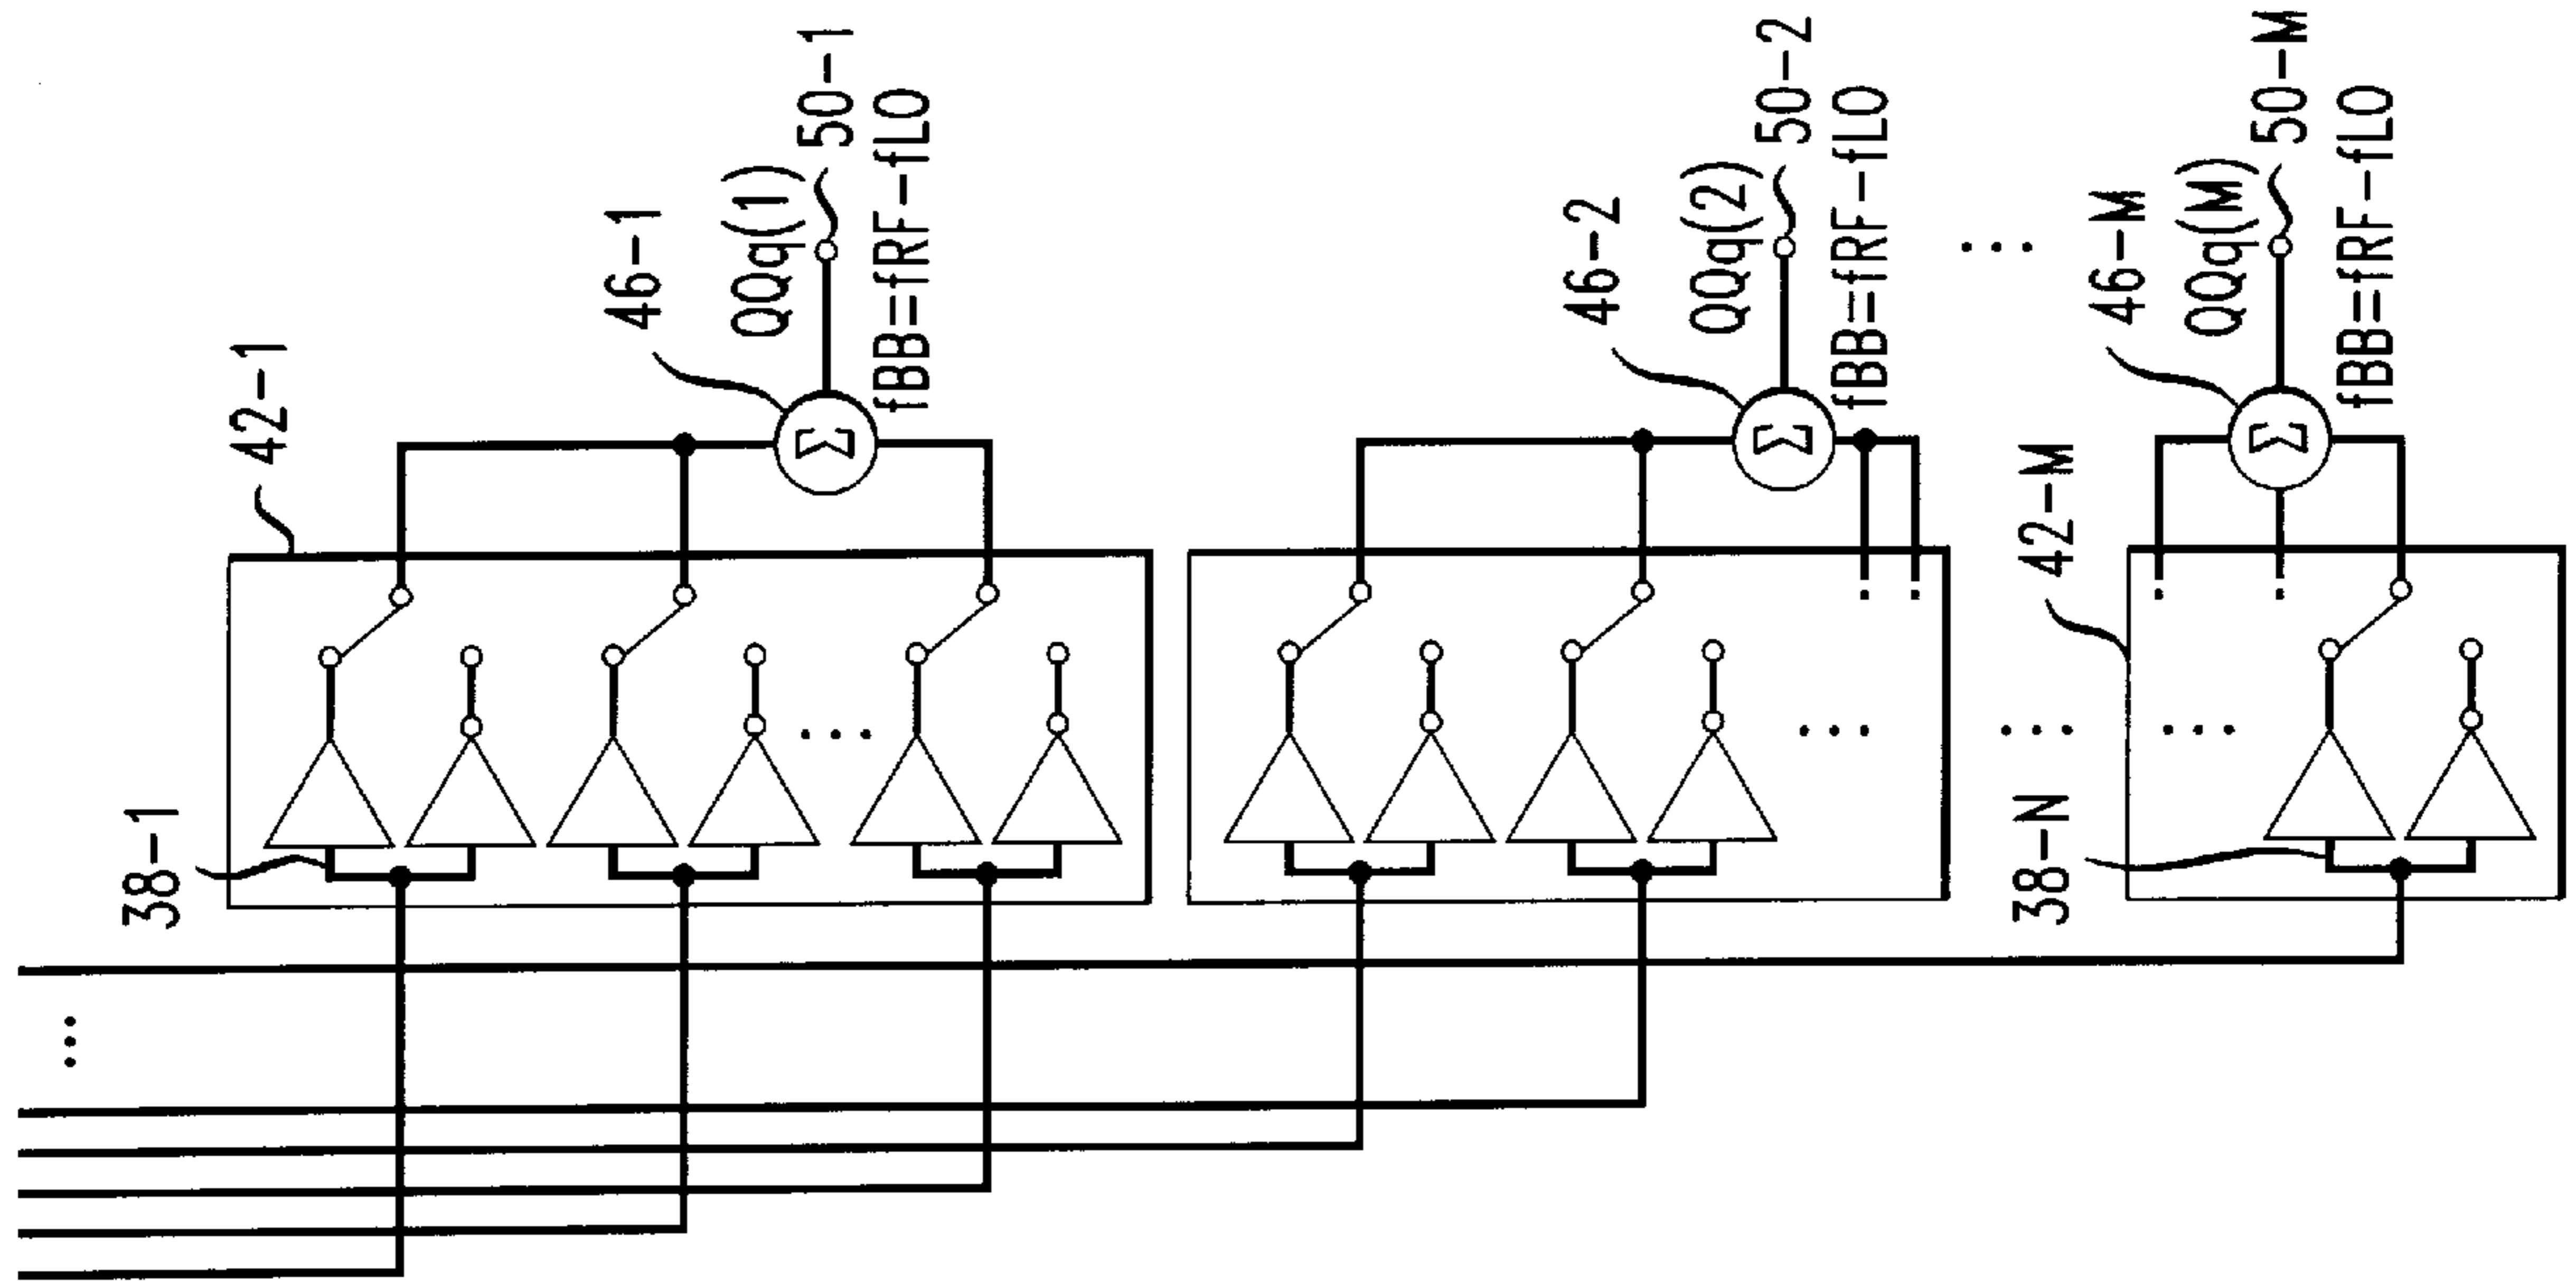 42-1
46-1
QQq(1)
50-1
fBB=fRF-fLO
38-1
Σ
46-2
QQq(2)
50-2
fBB=fRF-fLO
Σ
42-M
46-M
QQq(M)
50-M
fBB=fRF-fLO
38-N
Σ